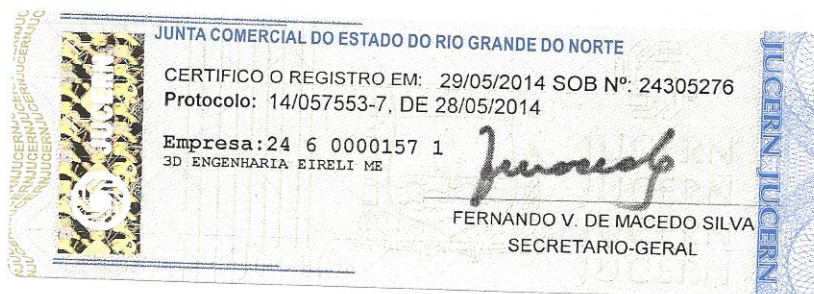 JUNTA COMERCIAL DO ESTADO DO RIO GRANDE DO NORTE
CERTIFICO O REGISTRO EM: 29/05/2014 SOB Nº: 24305276
Protocolo: 14/057553-7, DE 28/05/2014
Empresa:24 6 0000157 1
3D ENGENHARIA EIRELI ME
FERNANDO V. DE MACEDO SILVA
SECRETARIO-GERAL
JUCERN
JUCERN JUCERN